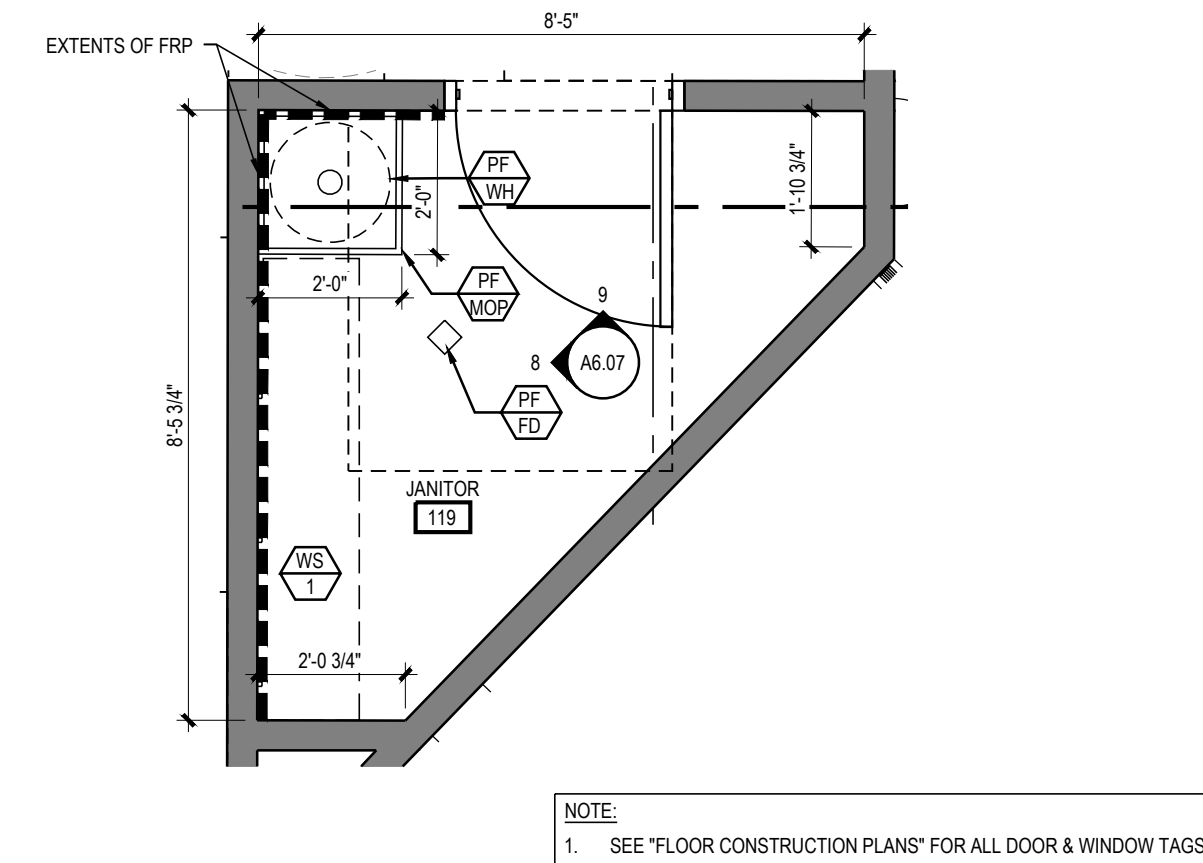 8'-5"
EXTENTS OF FRP
PF
WH
1'-10 3/4"
2'-0"
2'-0"
PF
MOP
9
8
A6.07
8'-5 3/4"
PF
FD
JANITOR
119
WS
1
2'-0 3/4"
NOTE:
1. SEE "FLOOR CONSTRUCTION PLANS" FOR ALL DOOR & WINDOW TAGS